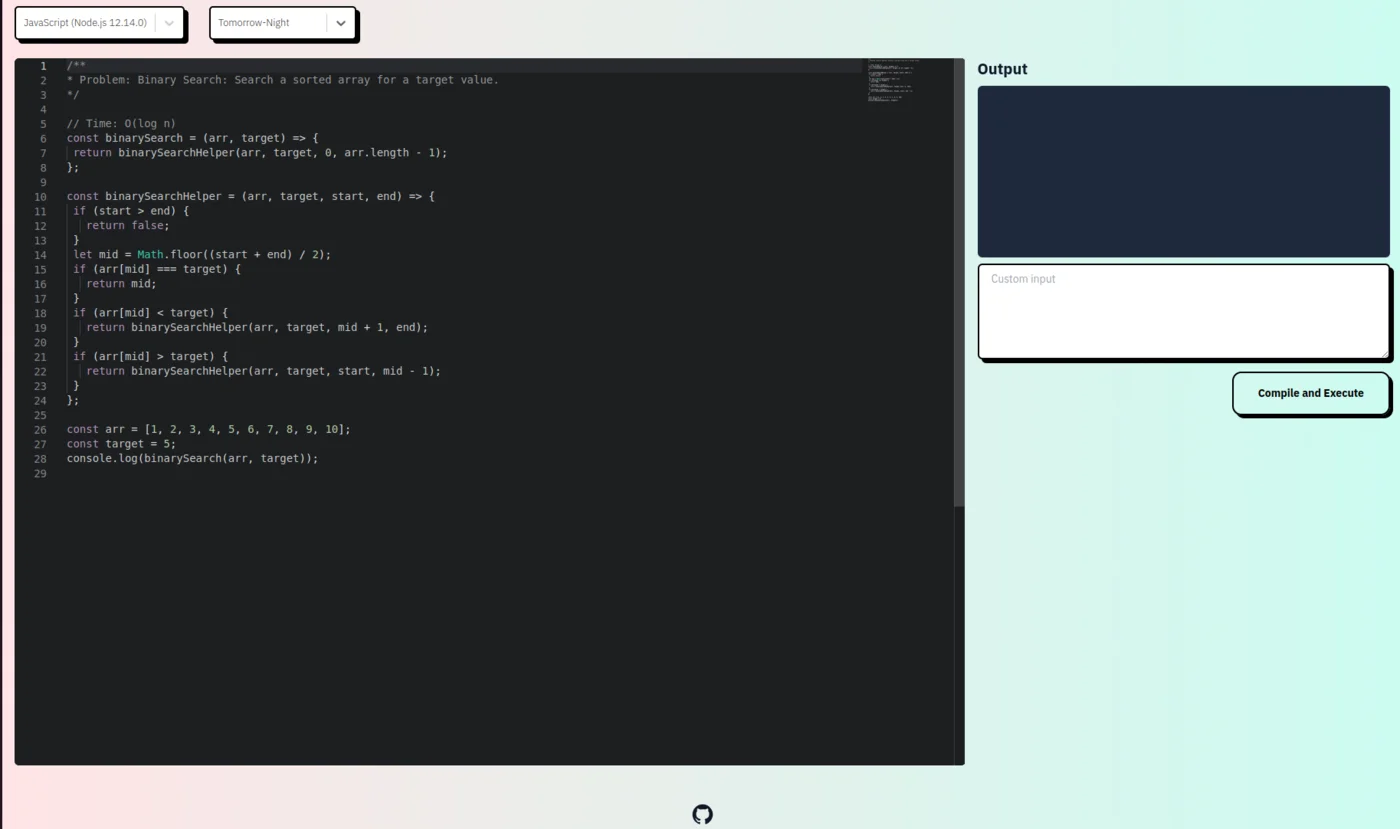 JavaScript (Node.js 12.14.0)
Tomorrow-Night
1 /**
2 * Problem: Binary Search: Search a sorted array for a target value.
3 */
4
5 // Time: O(log n)
6 const binarySearch = (arr, target) => {
7  return binarySearchHelper(arr, target, 0, arr.length - 1);
8 };
9
10 const binarySearchHelper = (arr, target, start, end) => {
11  if (start > end) {
12    return false;
13  }
14  let mid = Math.floor((start + end) / 2);
15  if (arr[mid] === target) {
16    return mid;
17  }
18  if (arr[mid] < target) {
19    return binarySearchHelper(arr, target, mid + 1, end);
20  }
21  if (arr[mid] > target) {
22    return binarySearchHelper(arr, target, start, mid - 1);
23  }
24 };
25
26 const arr = [1, 2, 3, 4, 5, 6, 7, 8, 9, 10];
27 const target = 5;
28 console.log(binarySearch(arr, target));
29
Output
Custom input
Compile and Execute